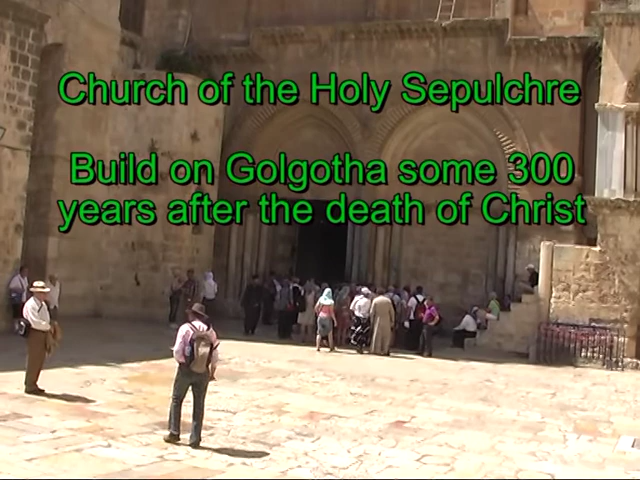 Church of the Holy Sepulchre
Build on Golgotha some 300
years after the death of Christ